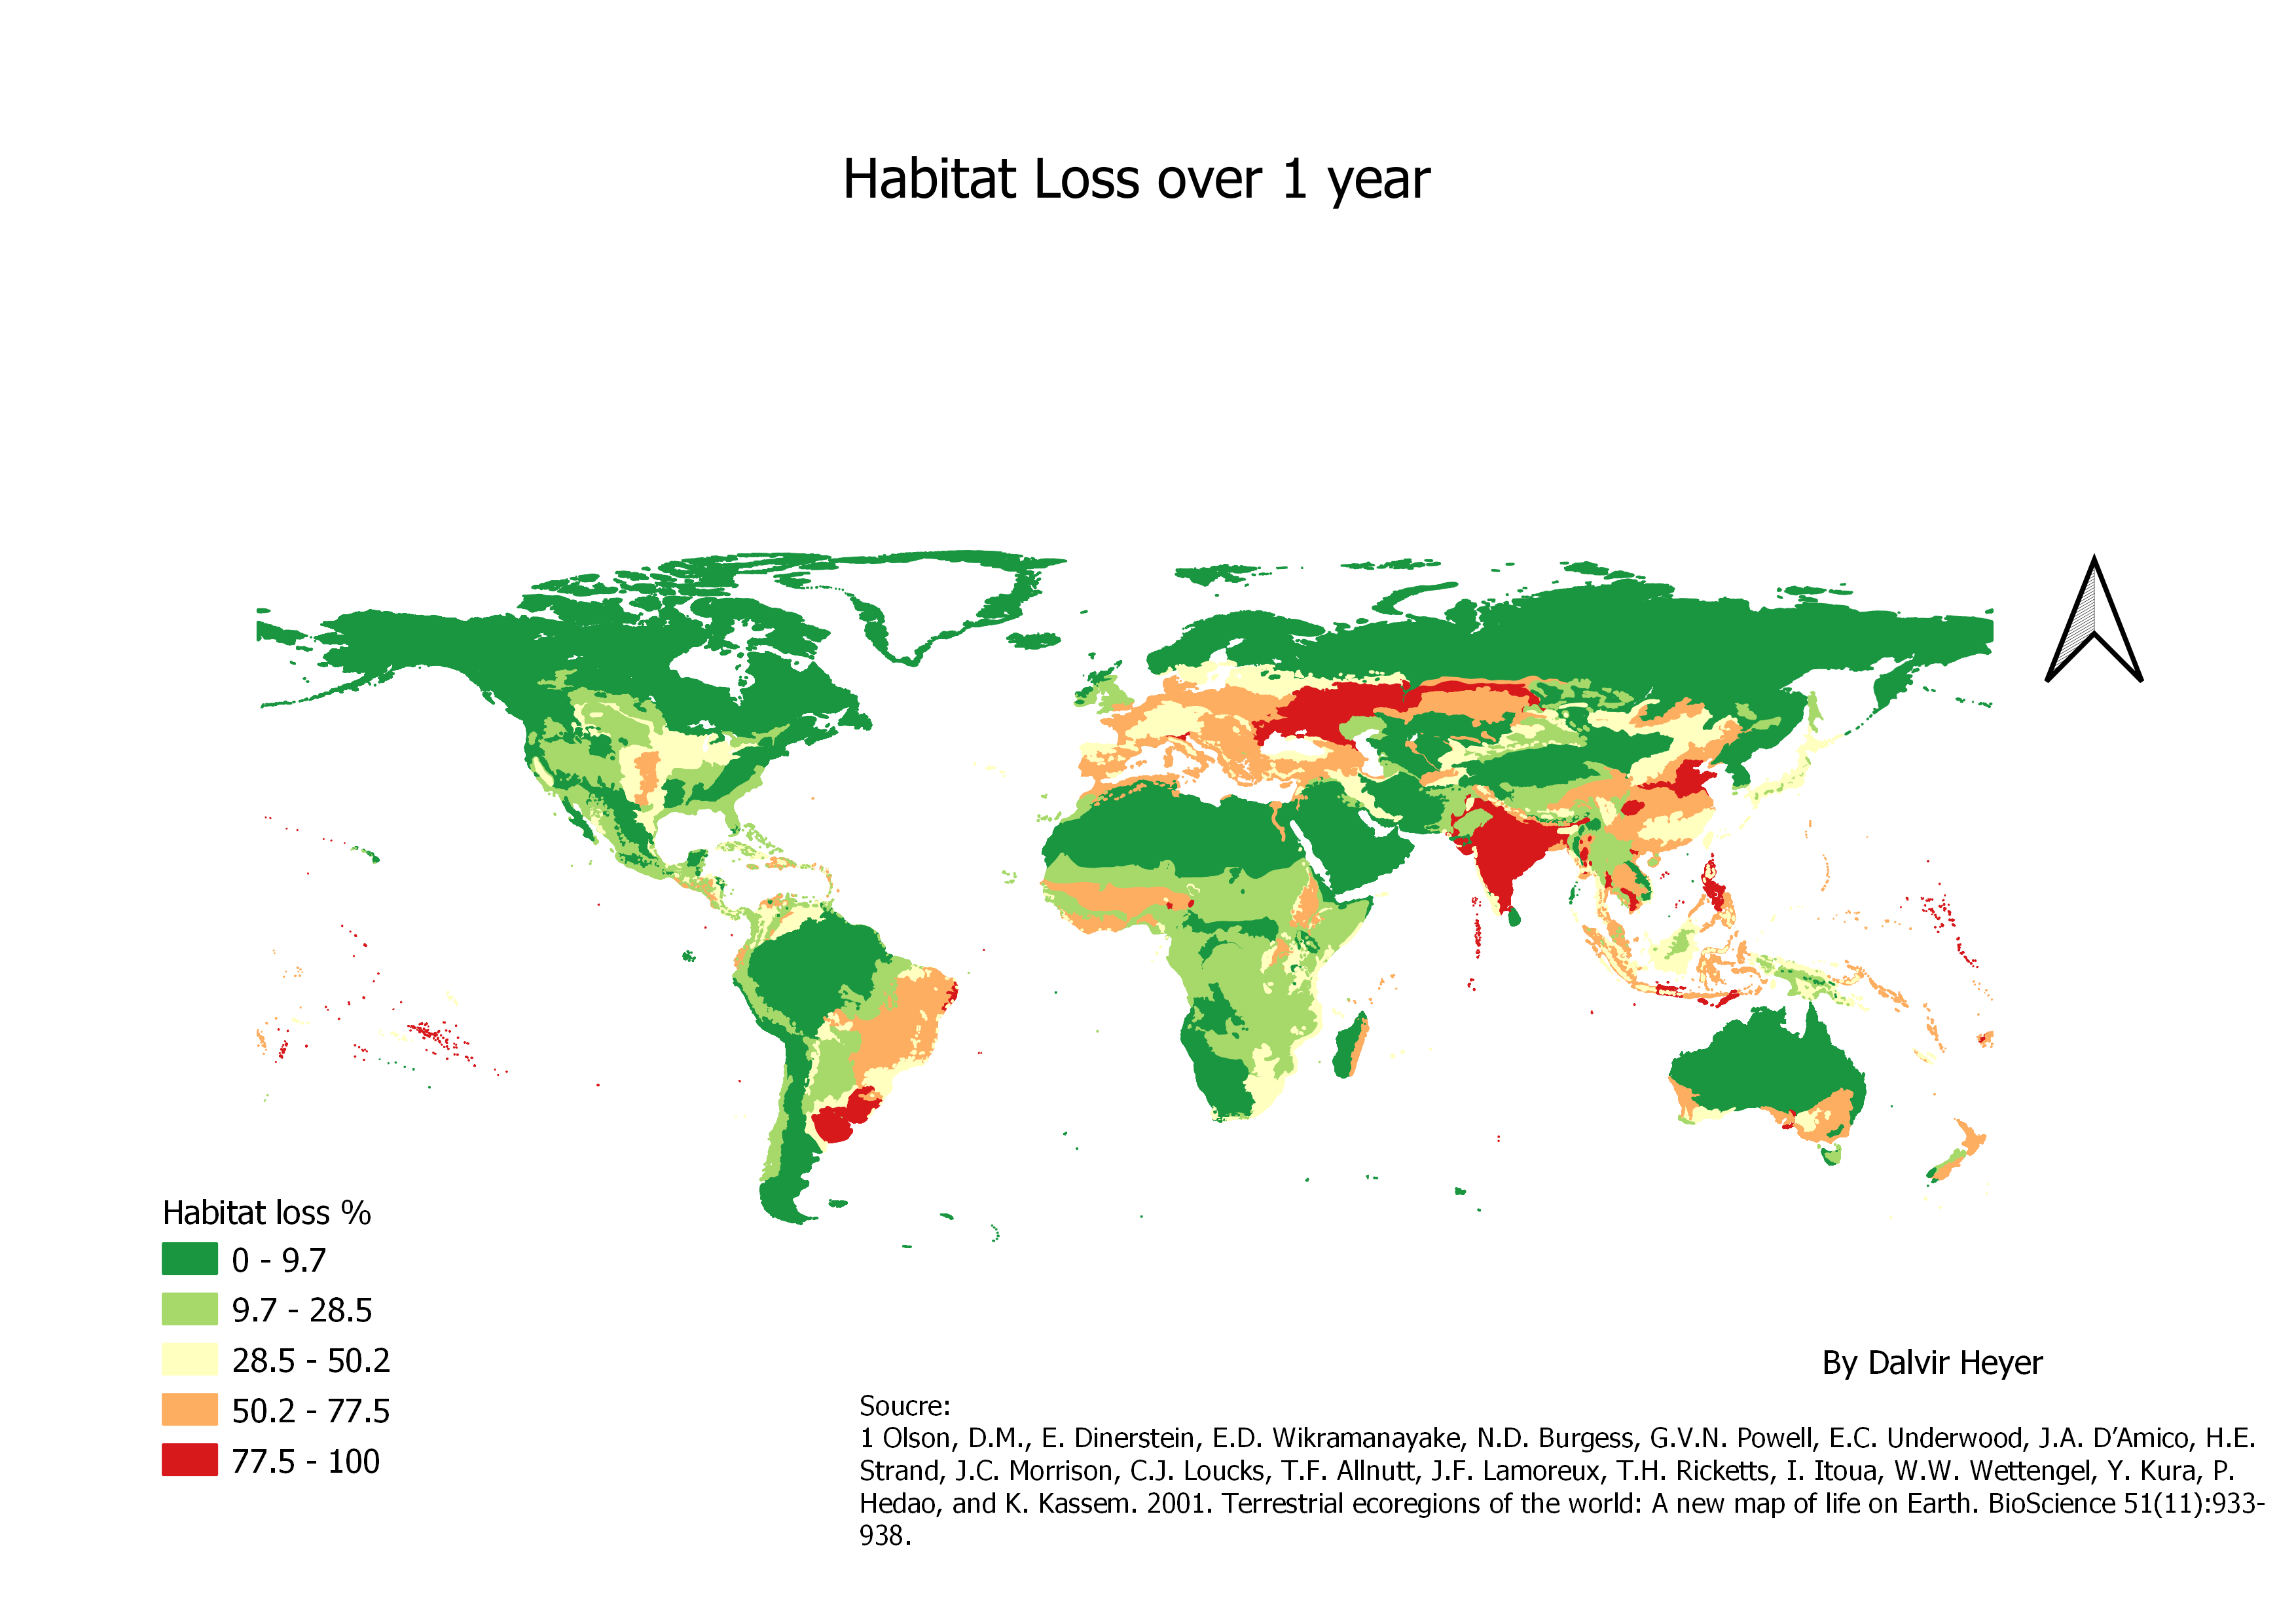 Habitat Loss over 1 year
Habitat loss %
0 - 9.7
9.7 - 28.5
28.5 - 50.2
50.2 - 77.5
77.5 - 100
By Dalvir Heyer
Soucre:
1 Olson, D.M., E. Dinerstein, E.D. Wikramanayake, N.D. Burgess, G.V.N. Powell, E.C. Underwood, J.A. D’Amico, H.E.
Strand, J.C. Morrison, C.J. Loucks, T.F. Allnutt, J.F. Lamoreux, T.H. Ricketts, I. Itoua, W.W. Wettengel, Y. Kura, P.
Hedao, and K. Kassem. 2001. Terrestrial ecoregions of the world: A new map of life on Earth. BioScience 51(11):933-
938.